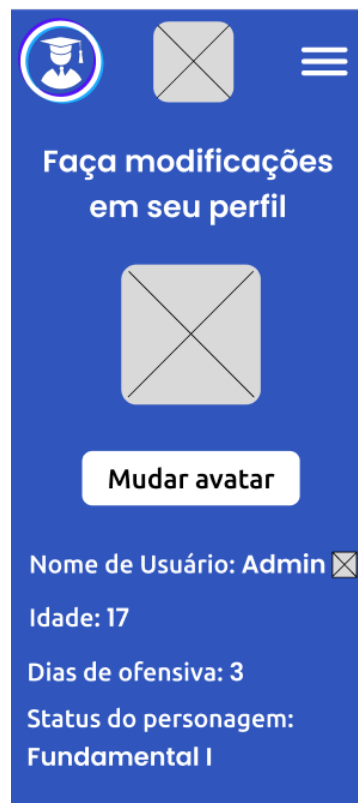 Faça modificações
em seu perfil
Mudar avatar
Nome de Usuário: Admin
Idade: 17
Dias de ofensiva: 3
Status do personagem:
Fundamental I